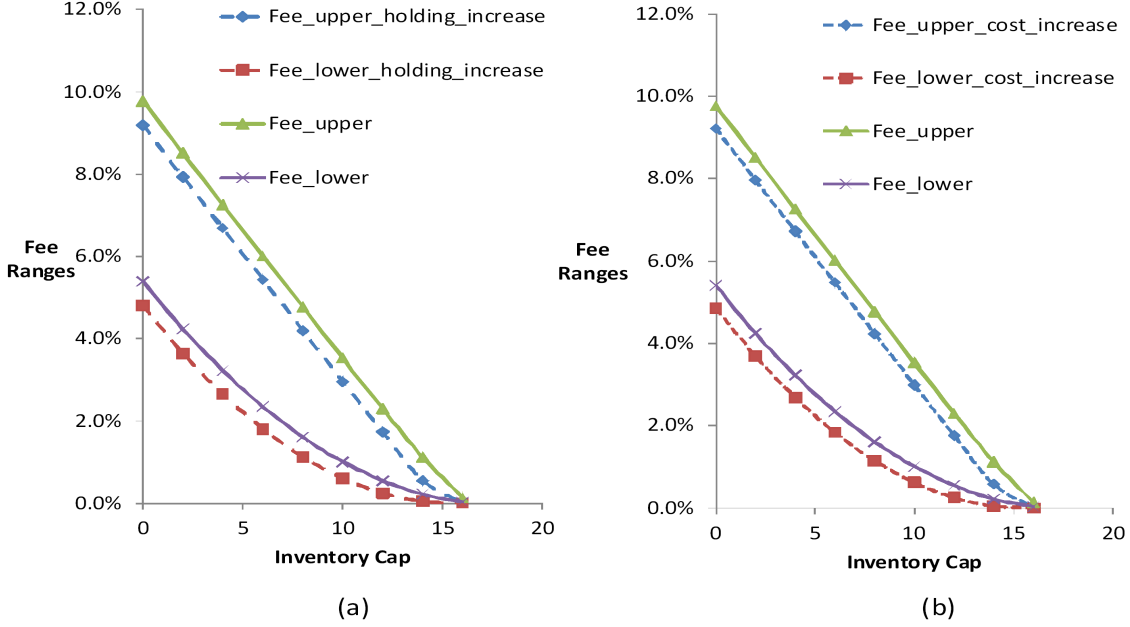 12.0%
10.0%
8.0%
6.0%
4.0%
2.0%
0.0%
Fee
Ranges
Fee_upper_holding_increase
Fee_lower_holding_increase
Fee_upper
Fee_lower
0
5
10
15
20
Inventory Cap
(a)
12.0%
10.0%
8.0%
6.0%
4.0%
2.0%
0.0%
Fee
Ranges
Fee_upper_cost_increase
Fee_lower_cost_increase
Fee_upper
Fee_lower
0
5
10
15
20
Inventory Cap
(b)